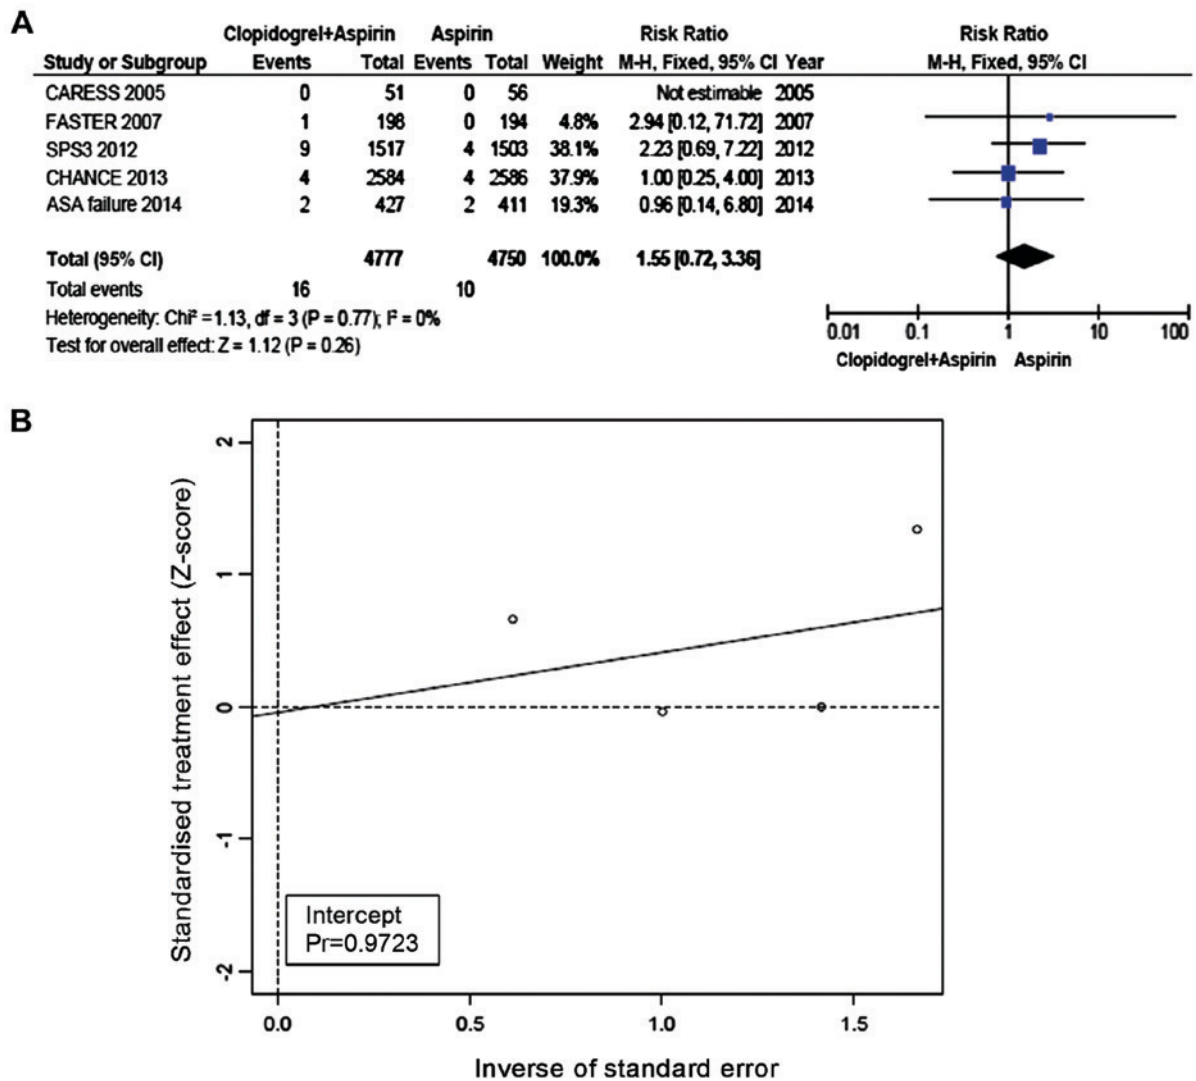 A
Clopidogrel+Aspirin Aspirin Risk Ratio Risk Ratio
Study or Subgroup Events Total Events Total Weight M-H, Fixed, 95% CI Year M-H, Fixed, 95% CI
CARESS 2005 0 51 0 56 Not estimable 2005
FASTER 2007 1 198 0 194 4.8% 2.94 [0.12, 71.72] 2007
SPS3 2012 9 1517 4 1503 38.1% 2.23 [0.69, 7.22] 2012
CHANCE 2013 4 2584 4 2586 37.9% 1.00 [0.25, 4.00] 2013
ASA failure 2014 2 427 2 411 19.3% 0.96 [0.14, 6.80] 2014
Total (95% CI) 4777 4750 100.0% 1.55 [0.72, 3.36]
Total events 16 10
Heterogeneity: Chi² = 1.13, df = 3 (P = 0.77); I² = 0%
Test for overall effect: Z = 1.12 (P = 0.26)
0.01 0.1 1 10 100
Clopidogrel+Aspirin Aspirin
B
Standardised treatment effect (Z-score)
2
1
0
-1
-2
Intercept
Pr=0.9723
0.0 0.5 1.0 1.5
Inverse of standard error